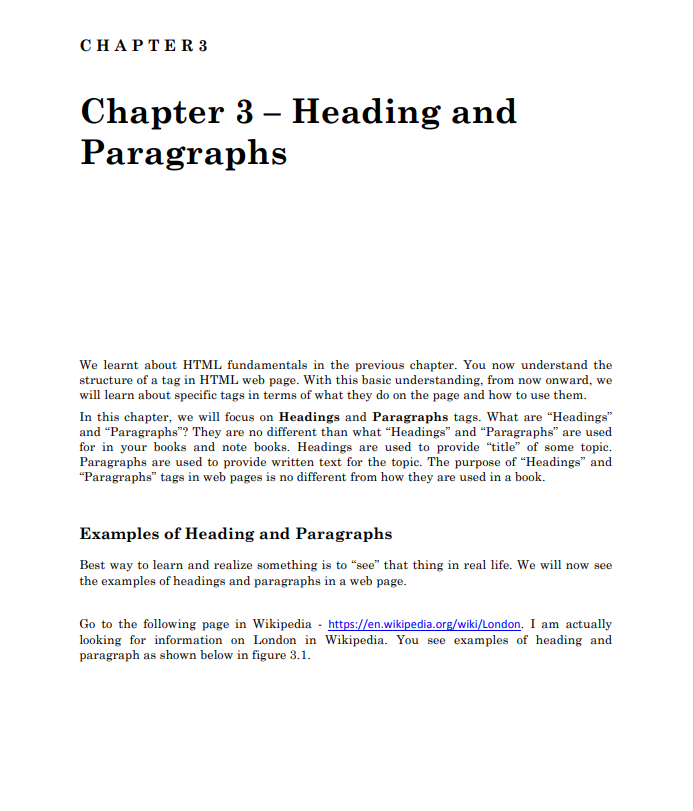 CHAPTER3
Chapter 3 – Heading and
Paragraphs
We learnt about HTML fundamentals in the previous chapter. You now understand the
structure of a tag in HTML web page. With this basic understanding, from now onward, we
will learn about specific tags in terms of what they do on the page and how to use them.
In this chapter, we will focus on Headings and Paragraphs tags. What are “Headings”
and “Paragraphs”? They are no different than what “Headings” and “Paragraphs” are used
for in your books and note books. Headings are used to provide “title” of some topic.
Paragraphs are used to provide written text for the topic. The purpose of “Headings” and
“Paragraphs” tags in web pages is no different from how they are used in a book.
Examples of Heading and Paragraphs
Best way to learn and realize something is to “see” that thing in real life. We will now see
the examples of headings and paragraphs in a web page.
Go to the following page in Wikipedia - https://en.wikipedia.org/wiki/London. I am actually
looking for information on London in Wikipedia. You see examples of heading and
paragraph as shown below in figure 3.1.